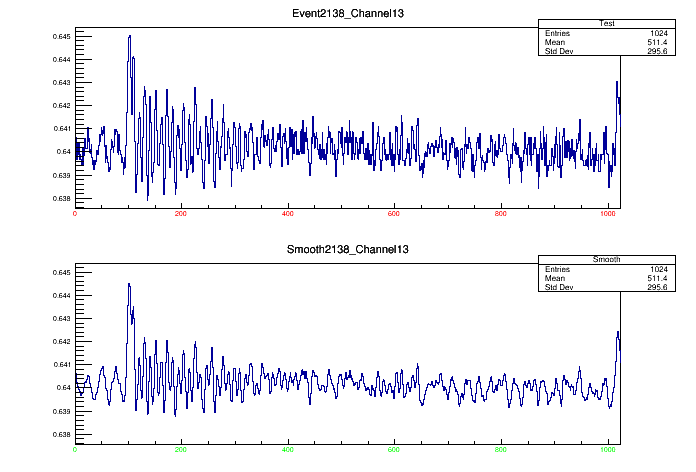 Event2138_Channel13
Test
Entries 1024
Mean 511.4
Std Dev 295.6
0.645
0.644
0.643
0.642
0.641
0.64
0.639
0.638
0 200 400 600 800 1000
Smooth2138_Channel13
Smooth
Entries 1024
Mean 511.4
Std Dev 295.6
0.645
0.644
0.643
0.642
0.641
0.64
0.639
0.638
0 200 400 600 800 1000